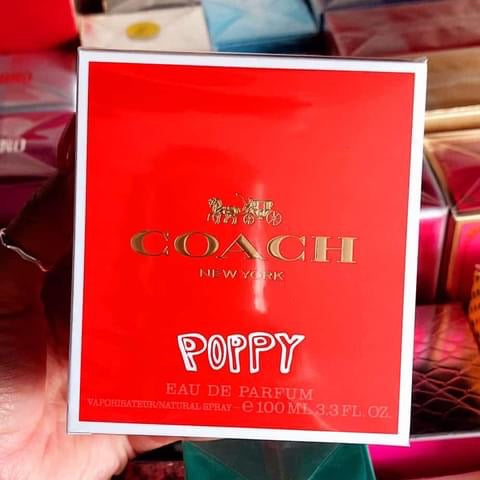 COACH
NEW YORK
POPPY
EAU DE PARFUM
VAPORISATEUR/NATURAL SPRAY - ℮ 100 ML 3.3 FL. OZ.